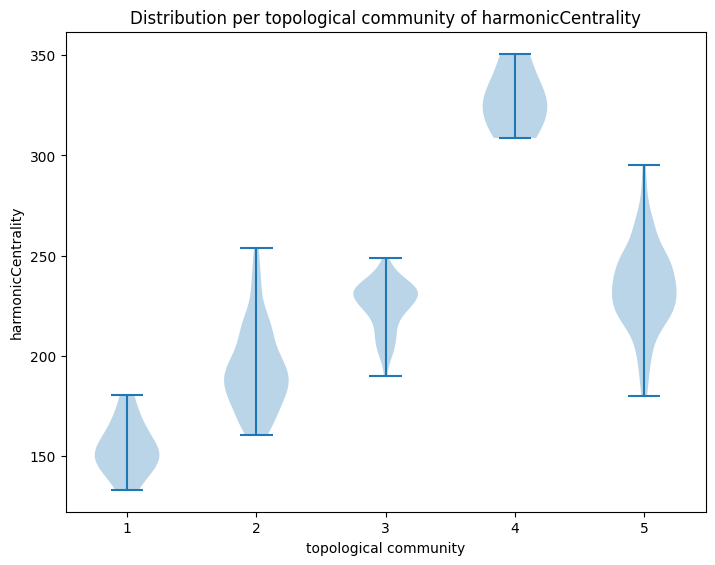 Distribution per topological community of harmonicCentrality
350
300
250
200
150
harmonicCentrality
1 2 3 4 5
topological community